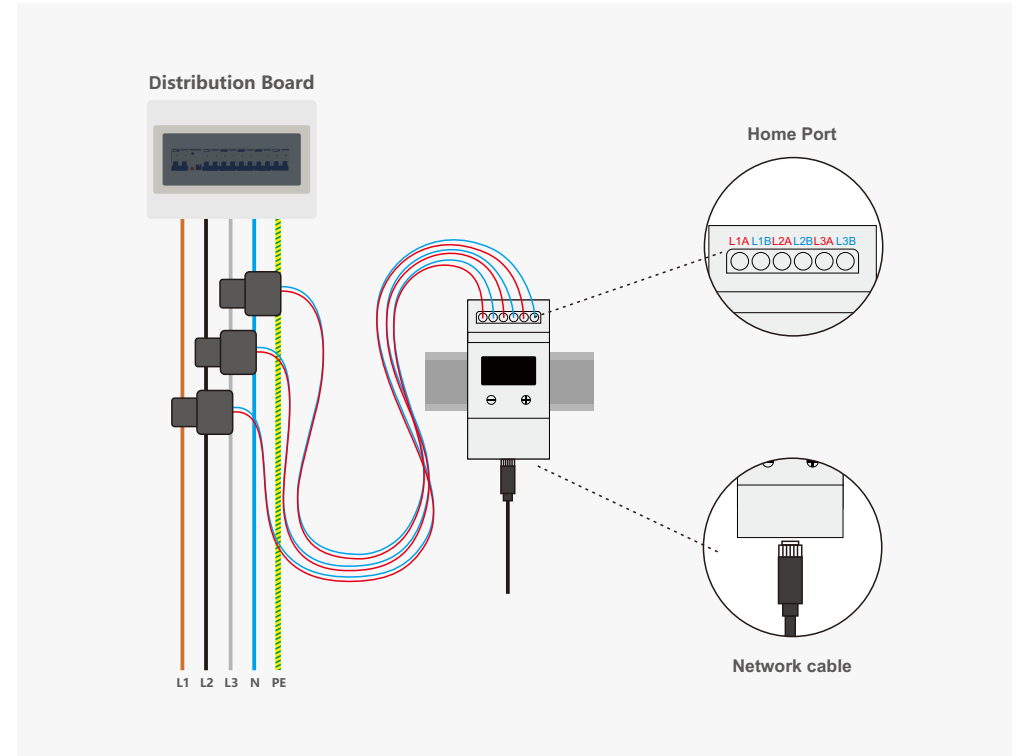 Distribution Board
Home Port
L1A L1B L2A L2B L3A L3B
Network cable
L1 L2 L3 N PE